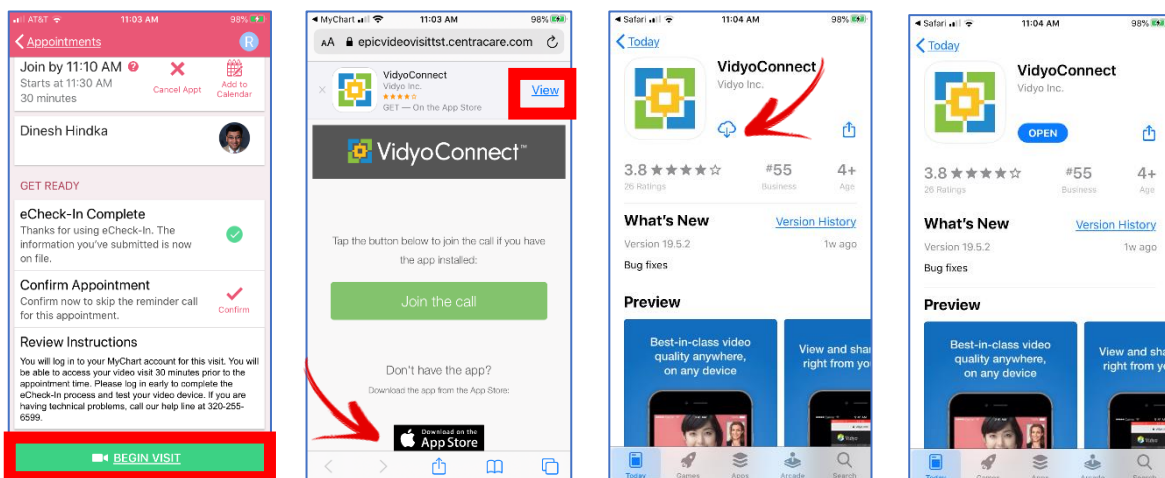 AT&T 11:03 AM 98%
Appointments R
Join by 11:10 AM ?
Starts at 11:30 AM
30 minutes
Cancel Appt
Add to
Calendar
Dinesh Hindka
GET READY
eCheck-In Complete
Thanks for using eCheck-In. The
information you've submitted is now
on file.
Confirm Appointment
Confirm now to skip the reminder call
for this appointment.
Confirm
Review Instructions
You will log in to your MyChart account for this visit. You will
be able to access your video visit 30 minutes prior to the
appointment time. Please log in early to complete the
eCheck-In process and test your video device. If you are
having technical problems, call our help line at 320-255-
6599.
BEGIN VISIT
MyChart 11:03 AM 98%
AA epicvideovisittst.centracare.com
VidyoConnect
Vidyo Inc.
GET — On the App Store
View
VidyoConnect™
Tap the button below to join the call if you have
the app installed:
Join the call
Don't have the app?
Download the app from the App Store:
Download on the
App Store
Safari 11:04 AM 98%
Today
VidyoConnect
Vidyo Inc.
3.8 #55 4+
26 Ratings Business Age
What's New Version History
Version 19.5.2 1w ago
Bug fixes
Preview
Best-in-class video
quality anywhere,
on any device
View and shar
right from yo
Today Games Apps Arcade Search
Safari 11:04 AM 98%
Today
VidyoConnect
Vidyo Inc.
OPEN
3.8 #55 4+
26 Ratings Business Age
What's New Version History
Version 19.5.2 1w ago
Bug fixes
Preview
Best-in-class video
quality anywhere,
on any device
View and sha
right from yo
Today Games Apps Arcade Search